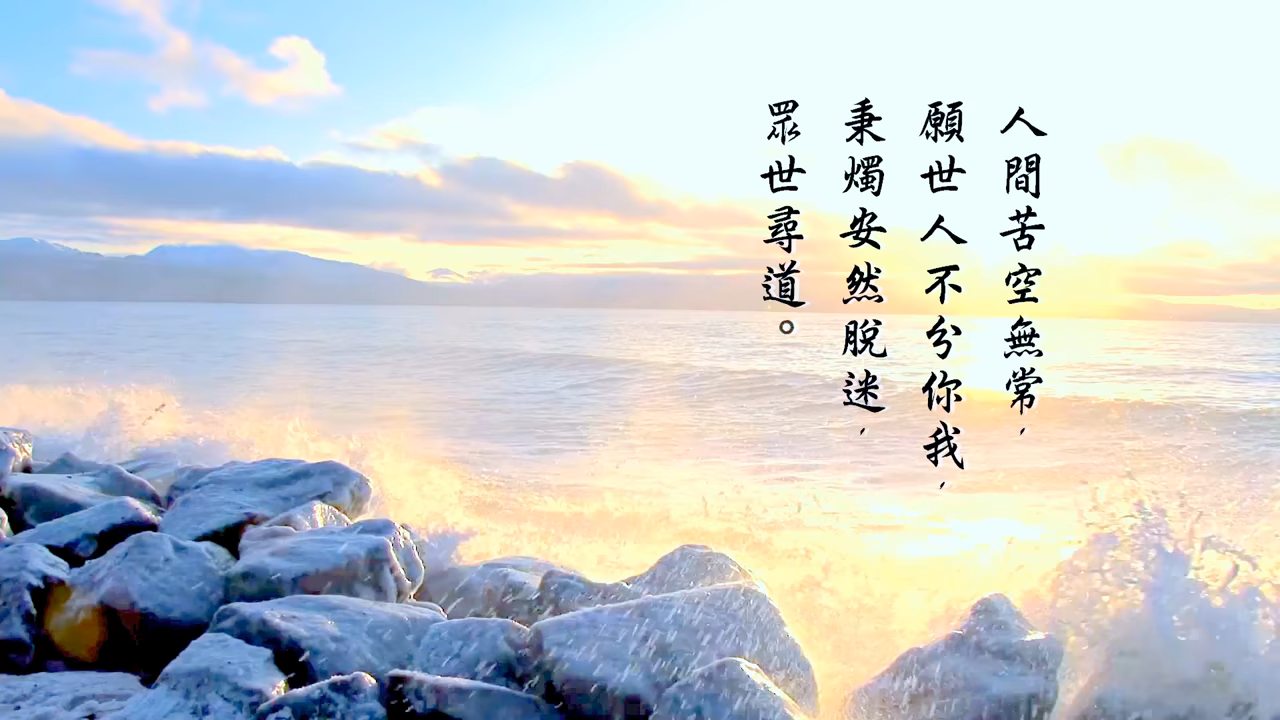 人間苦空無常，
願世人不分你我，
秉燭安然脫迷，
眾世尋道。